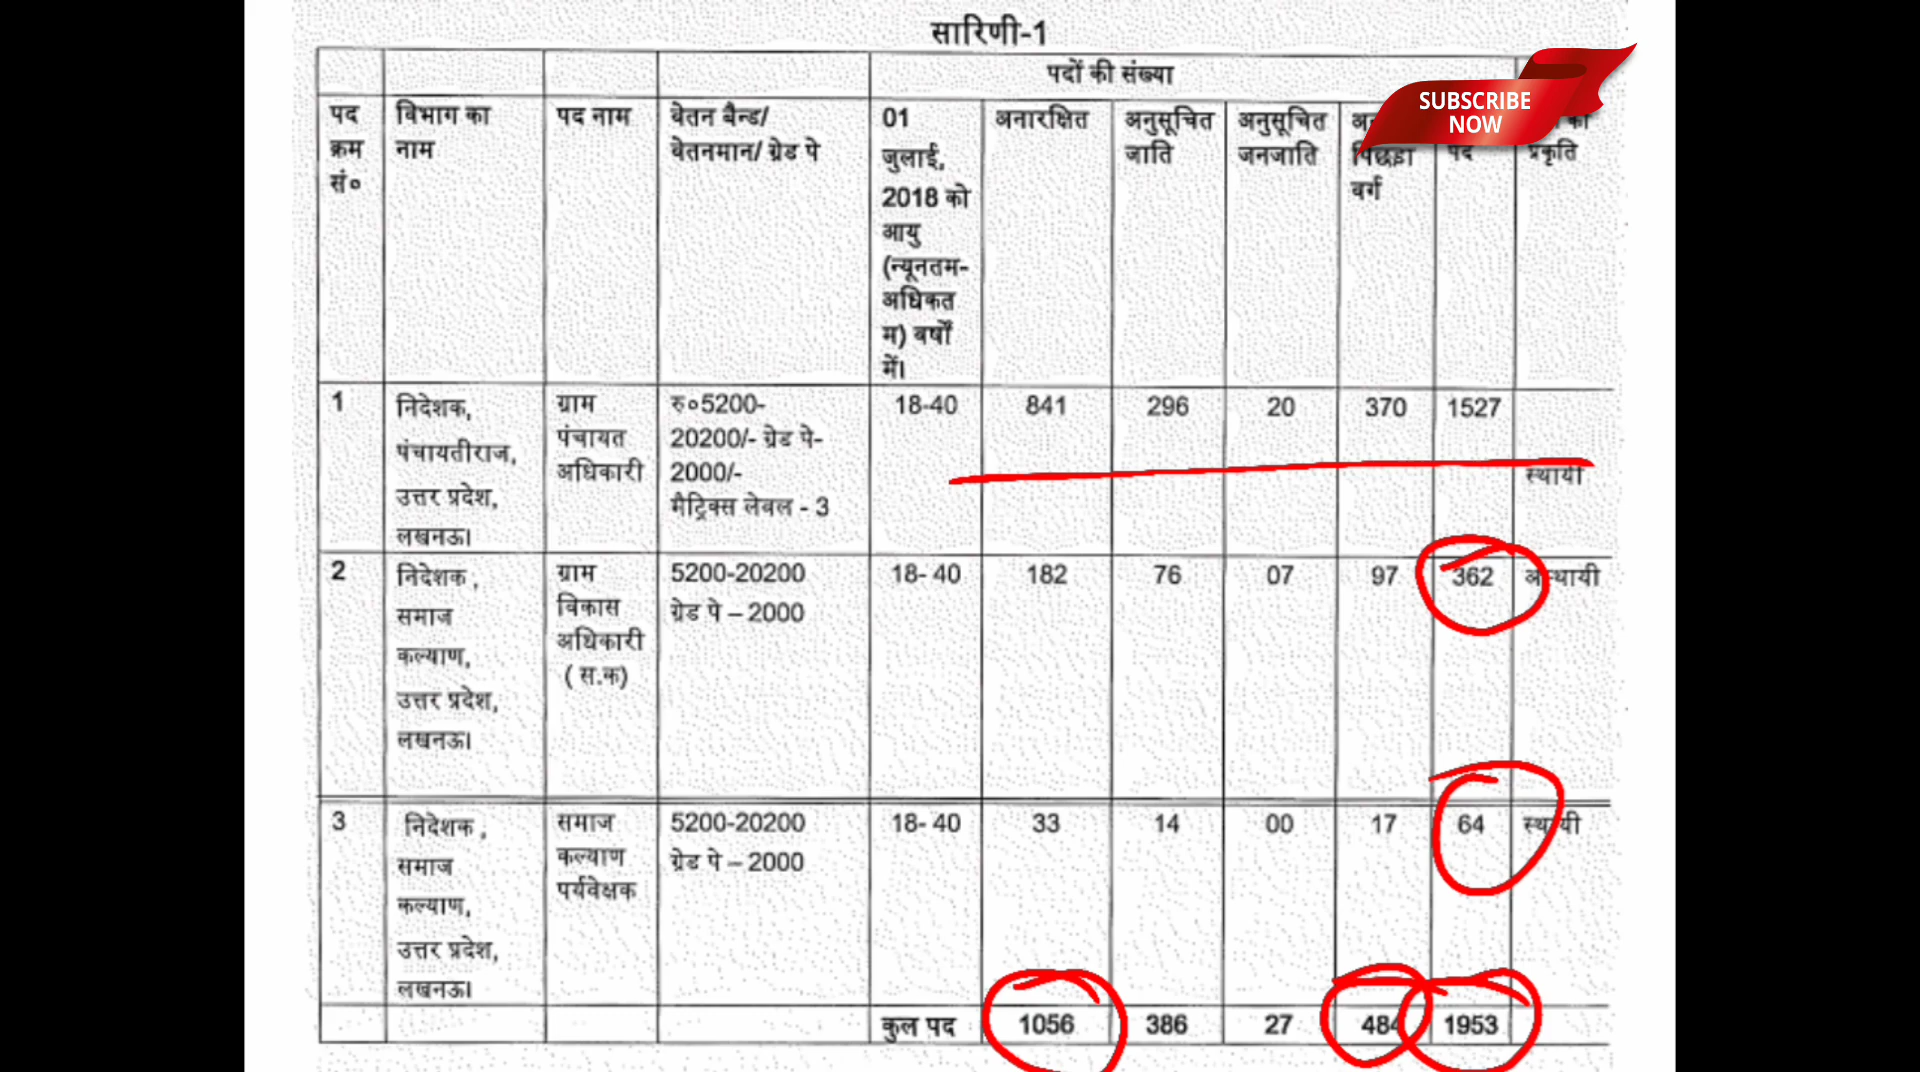 सारिणी-1
पदों की संख्या
SUBSCRIBE
NOW
पद
क्रम
सं०
विभाग का
नाम
पद नाम
वेतन बैन्ड/
वेतनमान/ ग्रेड पे
01
जुलाई,
2018 को
आयु
(न्यूनतम-
अधिकत
म) वर्षों
में।
अनारक्षित
अनुसूचित
जाति
अनुसूचित
जनजाति
पिछड़ा
वर्ग
पद
प्रकृति
1
निदेशक,
पंचायतीराज,
उत्तर प्रदेश,
लखनऊ।
ग्राम
पंचायत
अधिकारी
रु०5200-
20200/- ग्रेड पे-
2000/-
मैट्रिक्स लेवल - 3
18-40
841
296
20
370
1527
स्थायी
2
निदेशक ,
समाज
कल्याण,
उत्तर प्रदेश,
लखनऊ।
ग्राम
विकास
अधिकारी
( स.क)
5200-20200
ग्रेड पे – 2000
18- 40
182
76
07
97
362
अस्थायी
3
निदेशक ,
समाज
कल्याण,
उत्तर प्रदेश,
लखनऊ।
समाज
कल्याण
पर्यवेक्षक
5200-20200
ग्रेड पे – 2000
18- 40
33
14
00
17
64
स्थायी
कुल पद
1056
386
27
484
1953